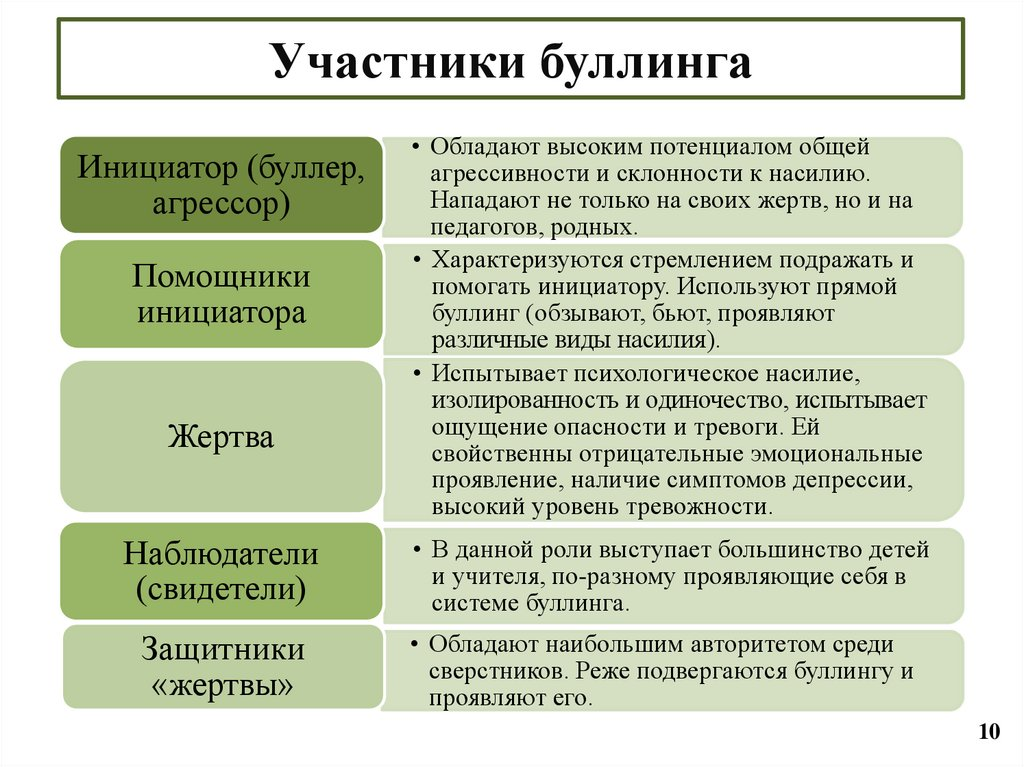 Участники буллинга
Инициатор (буллер,
агрессор)
• Обладают высоким потенциалом общей
агрессивности и склонности к насилию.
Нападают не только на своих жертв, но и на
педагогов, родных.
Помощники
инициатора
• Характеризуются стремлением подражать и
помогать инициатору. Используют прямой
буллинг (обзывают, бьют, проявляют
различные виды насилия).
Жертва
• Испытывает психологическое насилие,
изолированность и одиночество, испытывает
ощущение опасности и тревоги. Ей
свойственны отрицательные эмоциональные
проявление, наличие симптомов депрессии,
высокий уровень тревожности.
Наблюдатели
(свидетели)
• В данной роли выступает большинство детей
и учителя, по-разному проявляющие себя в
системе буллинга.
Защитники
«жертвы»
• Обладают наибольшим авторитетом среди
сверстников. Реже подвергаются буллингу и
проявляют его.
10